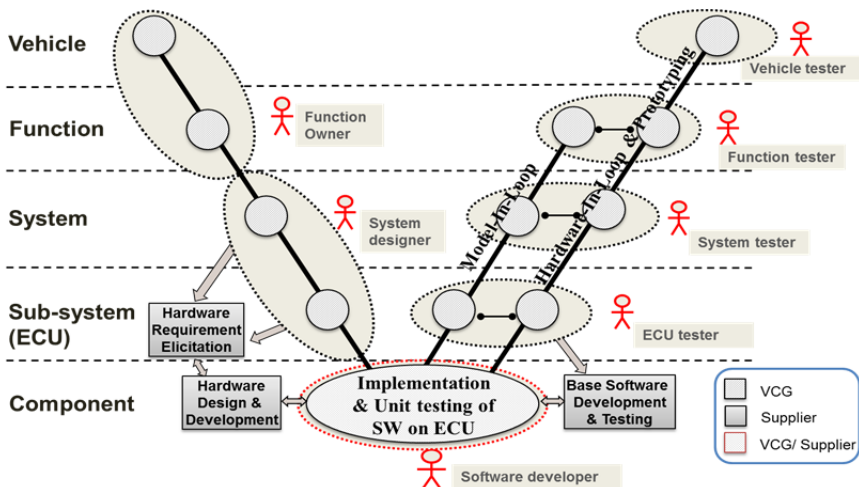 Vehicle
Vehicle tester
Function
Function
Owner
Function tester
Model-In-Loop
Hardware-In-Loop & Prototyping
System
System
designer
System tester
Sub-system
(ECU)
Hardware
Requirement
Elicitation
ECU tester
Component
Hardware
Design &
Development
Implementation
& Unit testing of
SW on ECU
Base Software
Development
& Testing
Software developer
VCG
Supplier
VCG/ Supplier